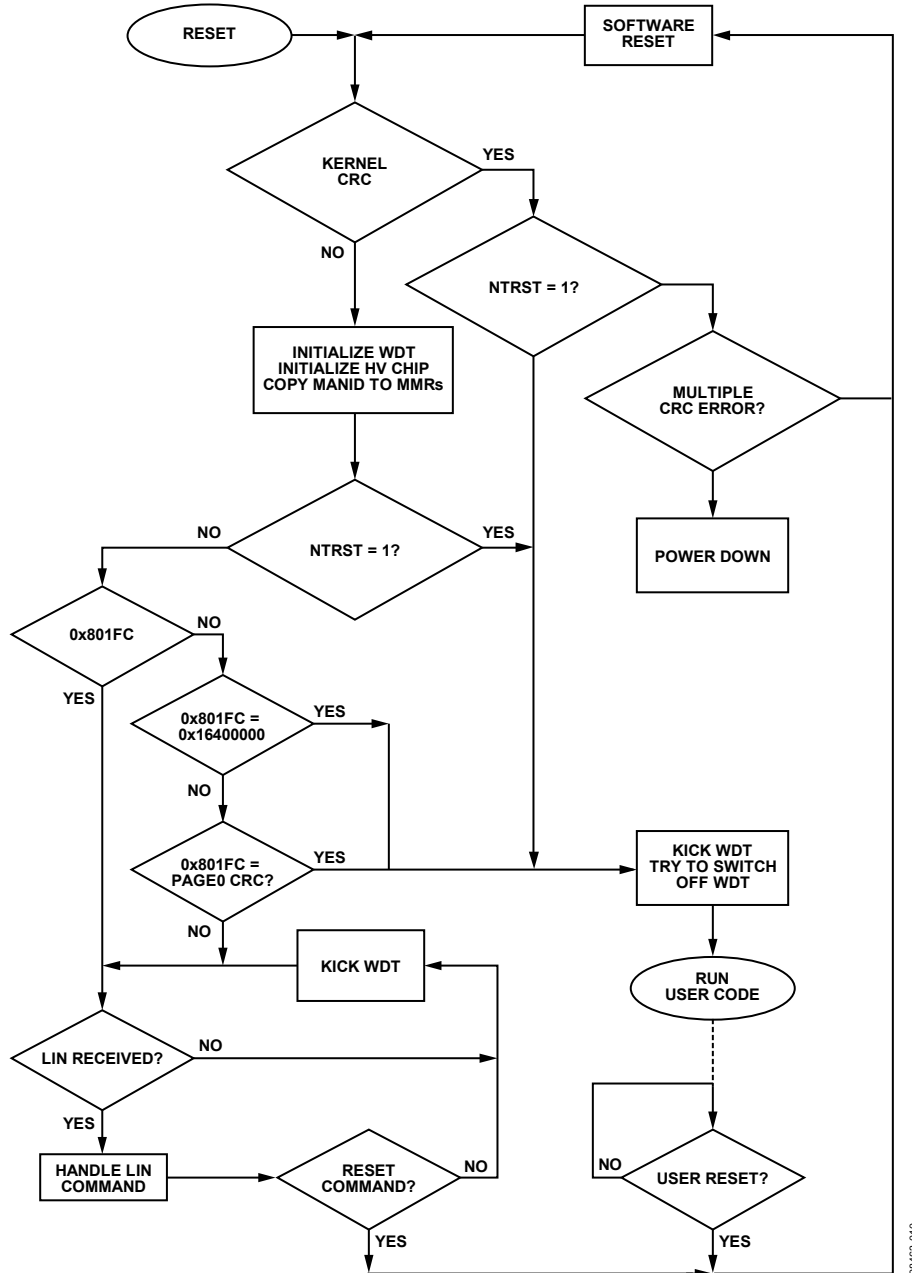 RESET
SOFTWARE
RESET
KERNEL
CRC
YES
NO
NTRST = 1?
INITIALIZE WDT
INITIALIZE HV CHIP
COPY MANID TO MMRs
MULTIPLE
CRC ERROR?
NO
NTRST = 1?
YES
POWER DOWN
0x801FC
NO
YES
0x801FC =
0x16400000
YES
NO
0x801FC =
PAGE0 CRC?
YES
NO
KICK WDT
TRY TO SWITCH
OFF WDT
KICK WDT
RUN
USER CODE
LIN RECEIVED?
NO
YES
HANDLE LIN
COMMAND
RESET
COMMAND?
NO
YES
NO
USER RESET?
YES